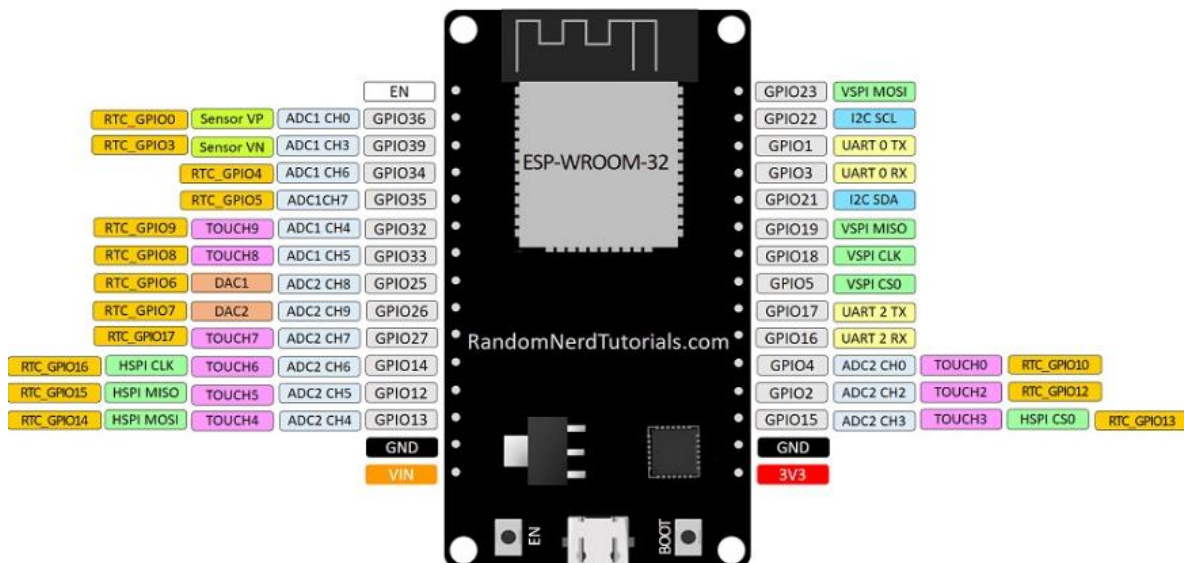 EN GPIO23 VSPI MOSI
RTC_GPIO0 Sensor VP ADC1 CH0 GPIO36 GPIO22 I2C SCL
RTC_GPIO3 Sensor VN ADC1 CH3 GPIO39 GPIO1 UART 0 TX
RTC_GPIO4 ADC1 CH6 GPIO34 ESP-WROOM-32 GPIO3 UART 0 RX
RTC_GPIO5 ADC1CH7 GPIO35 GPIO21 I2C SDA
RTC_GPIO9 TOUCH9 ADC1 CH4 GPIO32 GPIO19 VSPI MISO
RTC_GPIO8 TOUCH8 ADC1 CH5 GPIO33 GPIO18 VSPI CLK
RTC_GPIO6 DAC1 ADC2 CH8 GPIO25 GPIO5 VSPI CS0
RTC_GPIO7 DAC2 ADC2 CH9 GPIO26 GPIO17 UART 2 TX
RTC_GPIO17 TOUCH7 ADC2 CH7 GPIO27 RandomNerdTutorials.com GPIO16 UART 2 RX
RTC_GPIO16 HSPI CLK TOUCH6 ADC2 CH6 GPIO14 GPIO4 ADC2 CH0 TOUCH0 RTC_GPIO10
RTC_GPIO15 HSPI MISO TOUCH5 ADC2 CH5 GPIO12 GPIO2 ADC2 CH2 TOUCH2 RTC_GPIO12
RTC_GPIO14 HSPI MOSI TOUCH4 ADC2 CH4 GPIO13 GPIO15 ADC2 CH3 TOUCH3 HSPI CS0 RTC_GPIO13
GND GND
VIN 3V3
EN BOOT